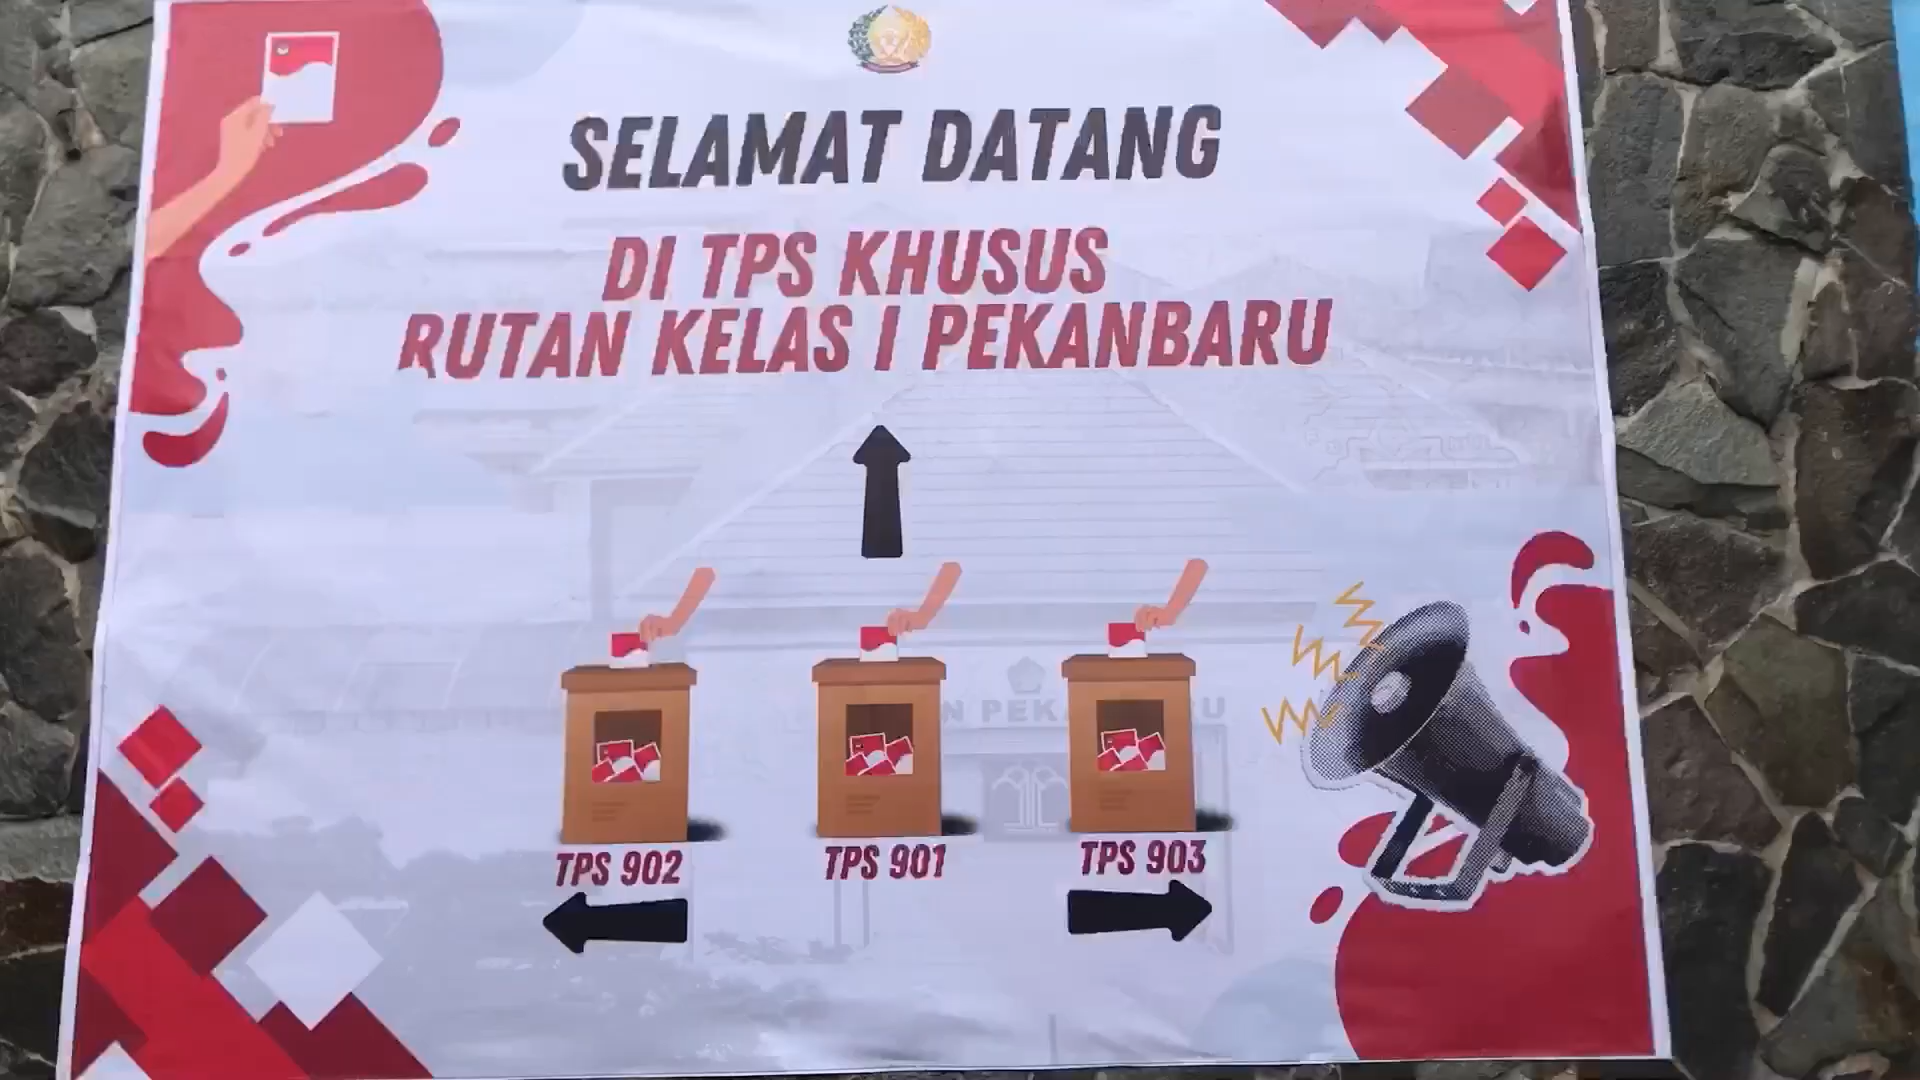 SELAMAT DATANG
DI TPS KHUSUS
RUTAN KELAS I PEKANBARU
TPS 902 TPS 901 TPS 903